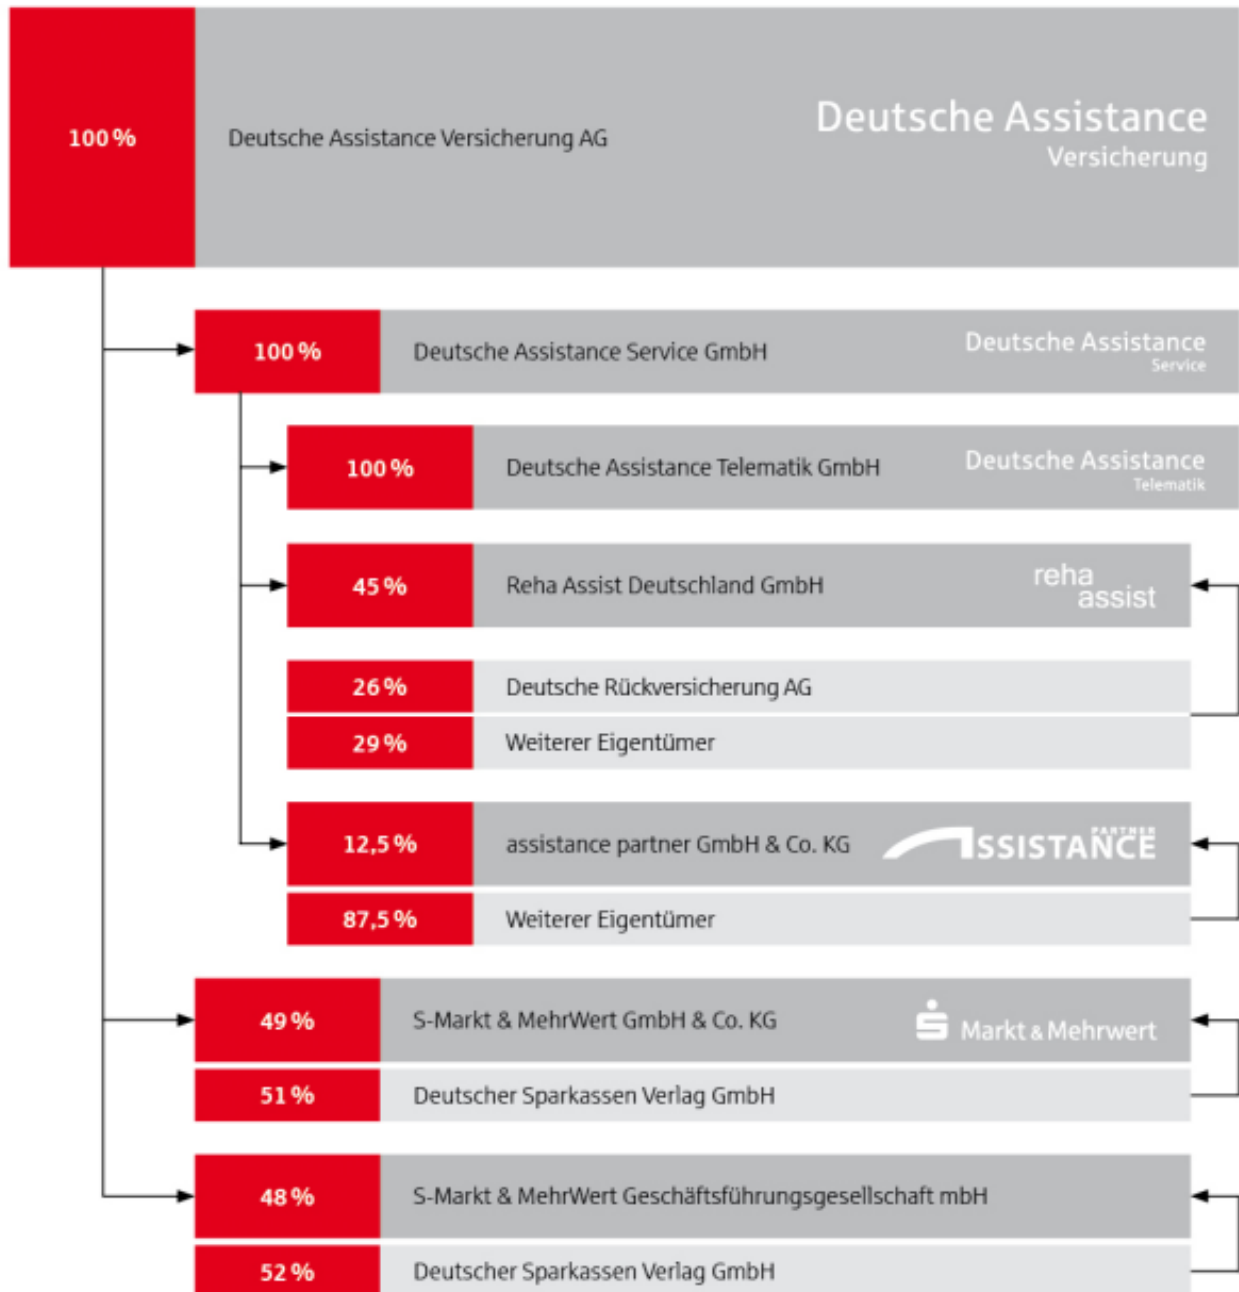 100 %
Deutsche Assistance Versicherung AG
Deutsche Assistance
Versicherung
100 %
Deutsche Assistance Service GmbH
Deutsche Assistance
Service
100 %
Deutsche Assistance Telematik GmbH
Deutsche Assistance
Telematik
45 %
Reha Assist Deutschland GmbH
reha
assist
26 %
Deutsche Rückversicherung AG
29 %
Weiterer Eigentümer
12,5 %
assistance partner GmbH & Co. KG
PARTNER
ASSISTANCE
87,5 %
Weiterer Eigentümer
49 %
S-Markt & MehrWert GmbH & Co. KG
S Markt & Mehrwert
51 %
Deutscher Sparkassen Verlag GmbH
48 %
S-Markt & MehrWert Geschäftsführungsgesellschaft mbH
52 %
Deutscher Sparkassen Verlag GmbH